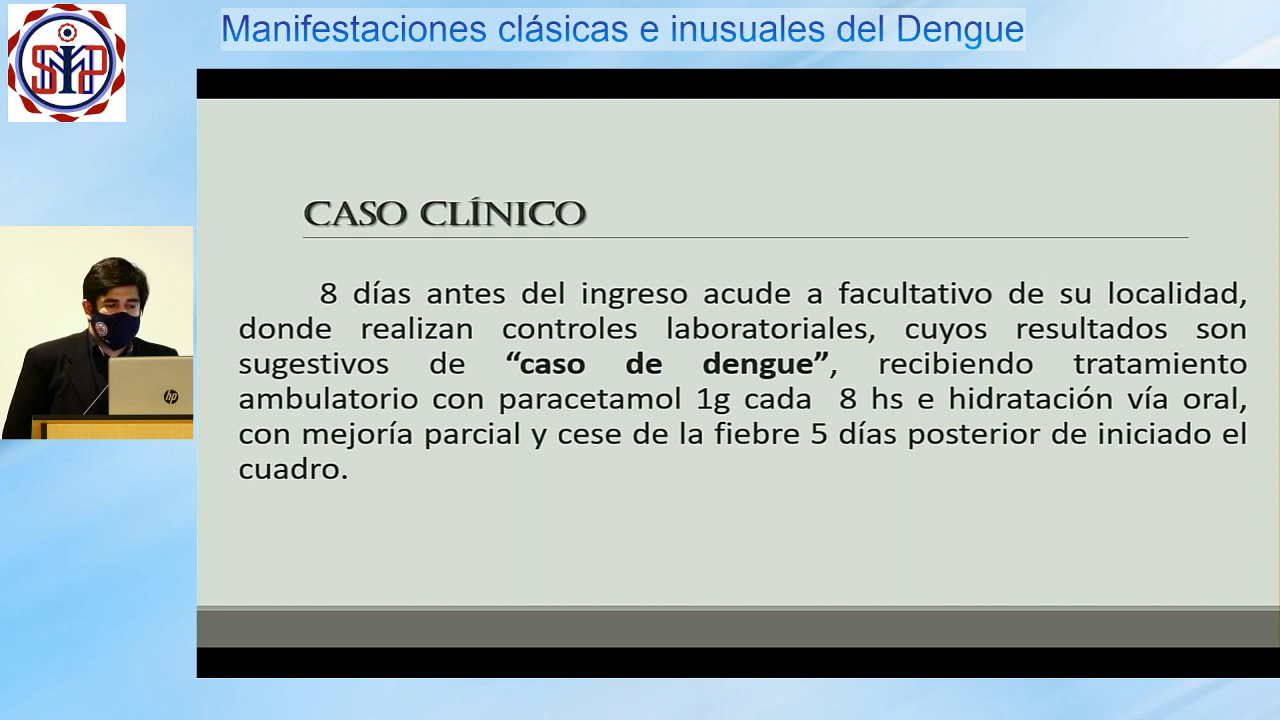 Manifestaciones clásicas e inusuales del Dengue
SMIP
CASO CLÍNICO
8 días antes del ingreso acude a facultativo de su localidad,
donde realizan controles laboratoriales, cuyos resultados son
sugestivos de “caso de dengue”, recibiendo tratamiento
ambulatorio con paracetamol 1g cada 8 hs e hidratación vía oral,
con mejoría parcial y cese de la fiebre 5 días posterior de iniciado el
cuadro.
hp